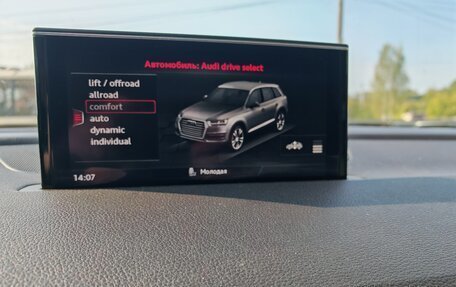 Автомобиль: Audi drive select
lift / offroad
allroad
comfort
auto
dynamic
individual
14:07
Молодая